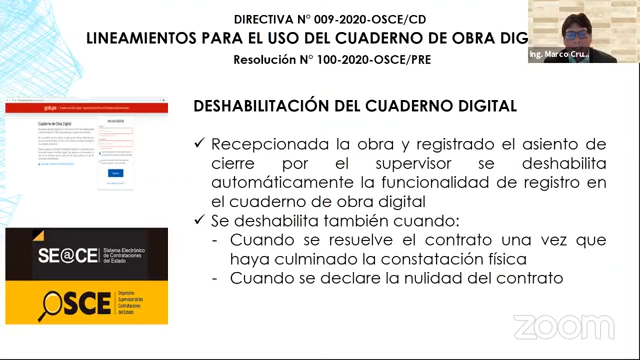 DIRECTIVA N° 009-2020-OSCE/CD
LINEAMIENTOS PARA EL USO DEL CUADERNO DE OBRA DIG
Resolución N° 100-2020-OSCE/PRE
Ing. Marco Cru...
gob.pe
Cuaderno de Obra Digital
DESHABILITACIÓN DEL CUADERNO DIGITAL
✓ Recepcionada la obra y registrado el asiento de
cierre por el supervisor se deshabilita
automáticamente la funcionalidad de registro en
el cuaderno de obra digital
✓ Se deshabilita también cuando:
- Cuando se resuelve el contrato una vez que
haya culminado la constatación física
- Cuando se declare la nulidad del contrato
SE@CE
Sistema Electrónico
de Contrataciones
del Estado
OSCE
Organismo
Supervisor de las
Contrataciones
del Estado
zoom